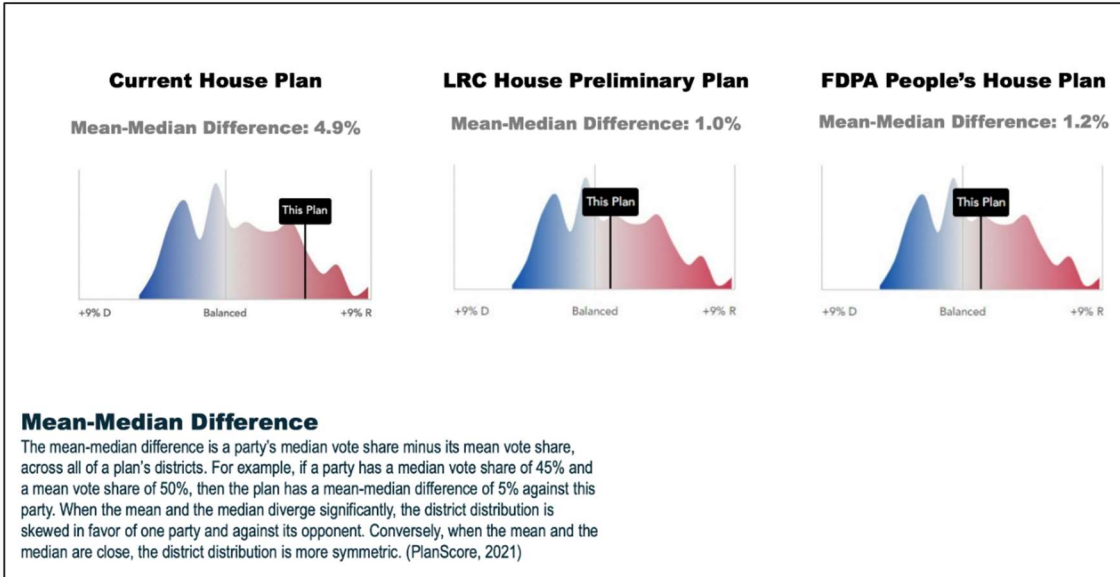 Current House Plan
Mean-Median Difference: 4.9%
This Plan
+9% D Balanced +9% R
LRC House Preliminary Plan
Mean-Median Difference: 1.0%
This Plan
+9% D Balanced +9% R
FDPA People’s House Plan
Mean-Median Difference: 1.2%
This Plan
+9% D Balanced +9% R
Mean-Median Difference
The mean-median difference is a party’s median vote share minus its mean vote share,
across all of a plan’s districts. For example, if a party has a median vote share of 45% and
a mean vote share of 50%, then the plan has a mean-median difference of 5% against this
party. When the mean and the median diverge significantly, the district distribution is
skewed in favor of one party and against its opponent. Conversely, when the mean and the
median are close, the district distribution is more symmetric. (PlanScore, 2021)